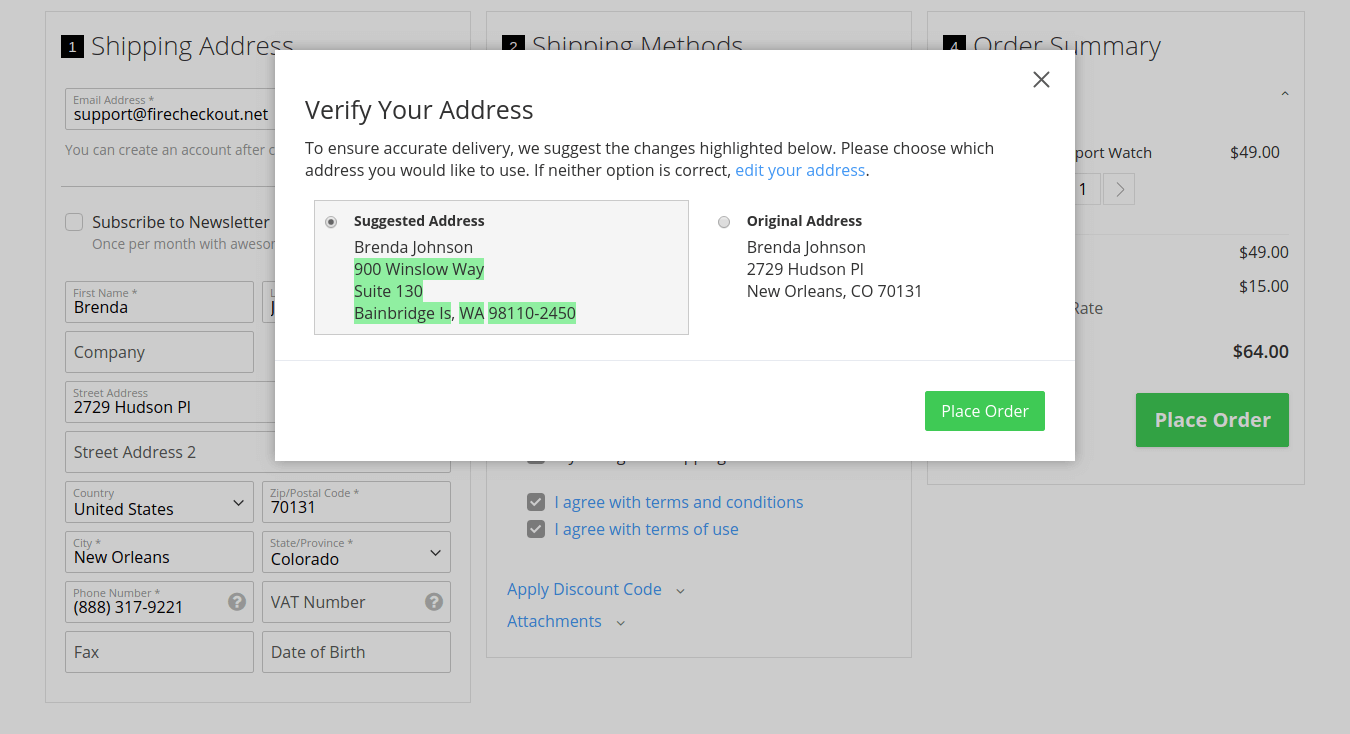 1 Shipping Address
Email Address *
support@firecheckout.net
You can create an account after
Subscribe to Newsletter
Once per month with
First Name *
Brenda
Company
Street Address
2729 Hudson Pl
Street Address 2
Country
United States
Zip/Postal Code *
70131
City *
New Orleans
State/Province *
Colorado
Phone Number *
(888) 317-9221
?
VAT Number
?
Fax
Date of Birth
2 Shipping Methods
I agree with terms and conditions
I agree with terms of use
Apply Discount Code
Attachments
4 Order Summary
port Watch
$49.00
1
$49.00
$15.00
Rate
$64.00
Place Order
Verify Your Address
To ensure accurate delivery, we suggest the changes highlighted below. Please choose which
address you would like to use. If neither option is correct, edit your address.
Suggested Address
Brenda Johnson
900 Winslow Way
Suite 130
Bainbridge Is, WA 98110-2450
Original Address
Brenda Johnson
2729 Hudson Pl
New Orleans, CO 70131
Place Order